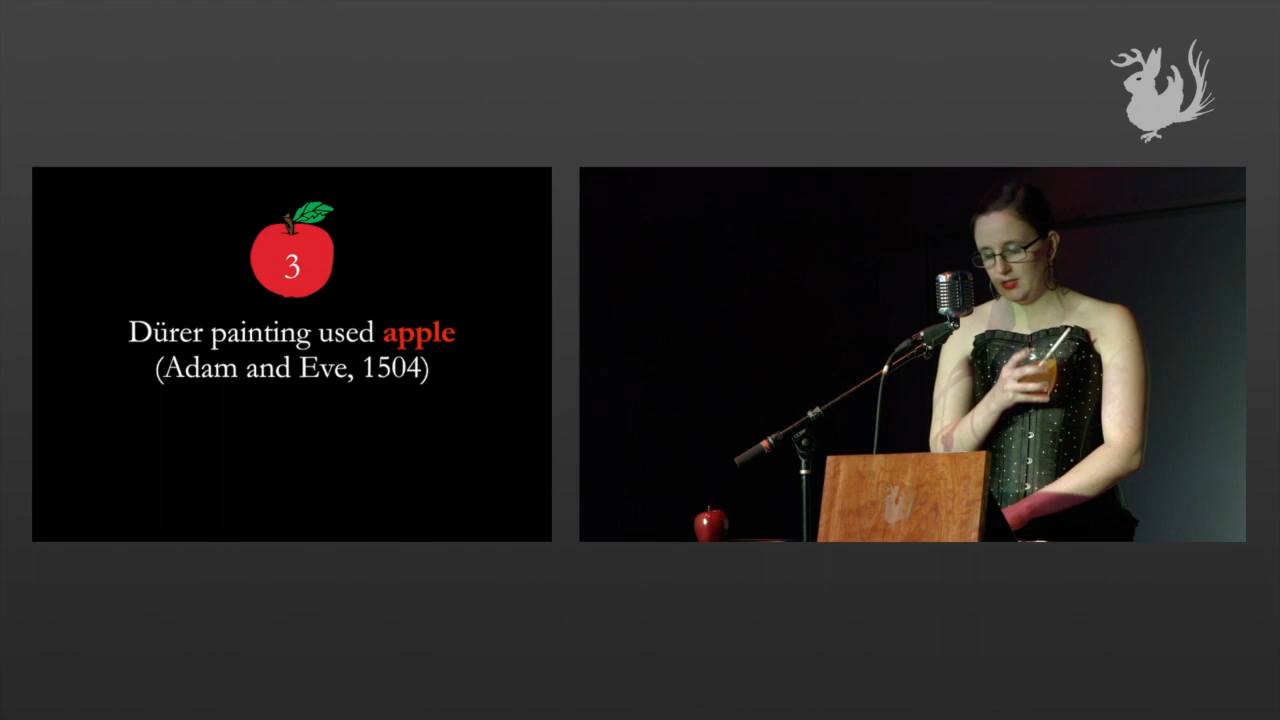 3
Dürer painting used apple
(Adam and Eve, 1504)